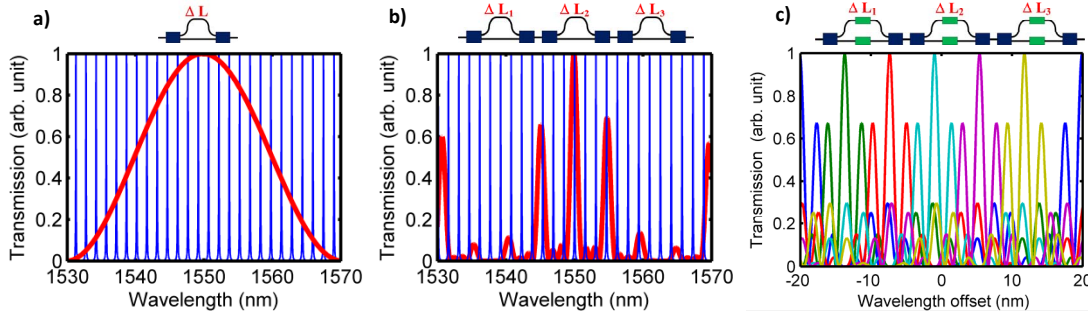 a)
Δ L
1
0.8
0.6
0.4
0.2
0
Transmission (arb. unit)
1530 1540 1550 1560 1570
Wavelength (nm)
b)
Δ L₁ Δ L₂ Δ L₃
1
0.8
0.6
0.4
0.2
0
Transmission (arb. unit)
1530 1540 1550 1560 1570
Wavelength (nm)
c)
Δ L₁ Δ L₂ Δ L₃
1
0.8
0.6
0.4
0.2
0
Transmission (arb. unit)
-20 -10 0 10 20
Wavelength offset (nm)